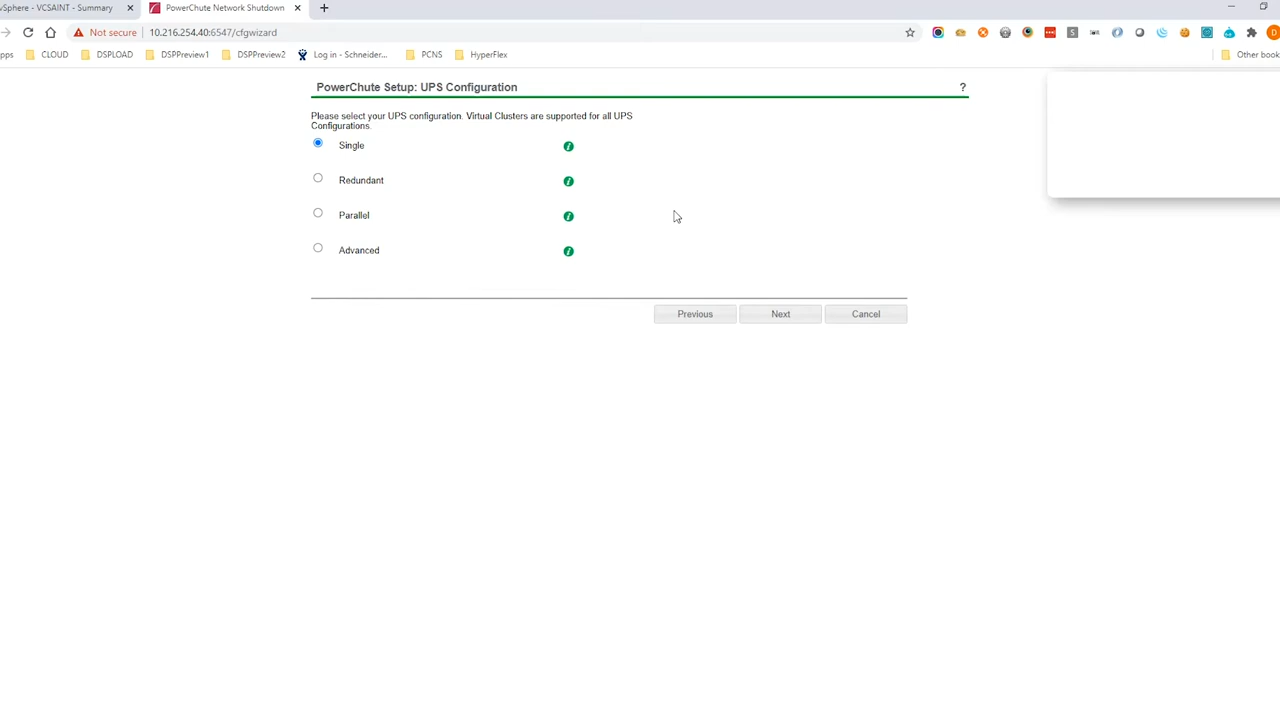 vSphere - VCSAINT - Summary
PowerChute Network Shutdown
Not secure
10.216.254.40:6547/cfgwizard
pps
CLOUD
DSPLOAD
DSPPreview1
DSPPreview2
Log in - Schneider...
PCNS
HyperFlex
Other book
PowerChute Setup: UPS Configuration
?
Please select your UPS configuration. Virtual Clusters are supported for all UPS
Configurations.
Single
Redundant
Parallel
Advanced
Previous
Next
Cancel